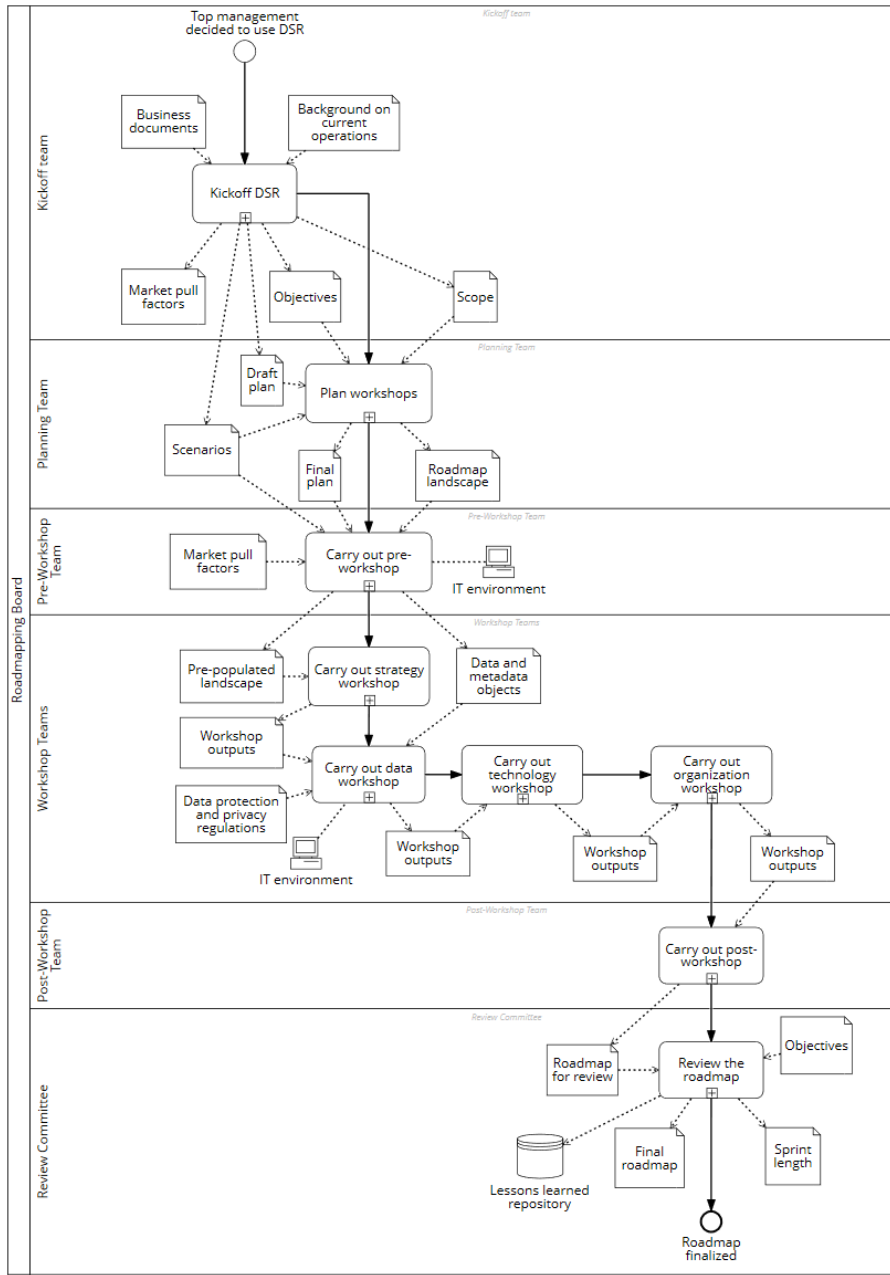 Top management
decided to use DSR
Kickoff team
Roadmapping Board
Kickoff team
Business
documents
Background on
current
operations
Kickoff DSR
Market pull
factors
Objectives
Scope
Planning Team
Planning Team
Draft
plan
Plan workshops
Scenarios
Final
plan
Roadmap
landscape
Pre-Workshop Team
Pre-Workshop
Team
Market pull
factors
Carry out pre-
workshop
IT environment
Workshop Teams
Workshop Teams
Pre-populated
landscape
Carry out strategy
workshop
Data and
metadata
objects
Workshop
outputs
Carry out data
workshop
Carry out
technology
workshop
Carry out
organization
workshop
Data protection
and privacy
regulations
IT environment
Workshop
outputs
Workshop
outputs
Workshop
outputs
Post-Workshop Team
Post-Workshop
Team
Carry out post-
workshop
Review Committee
Review Committee
Roadmap
for review
Review the
roadmap
Objectives
Lessons learned
repository
Final
roadmap
Sprint
length
Roadmap
finalized